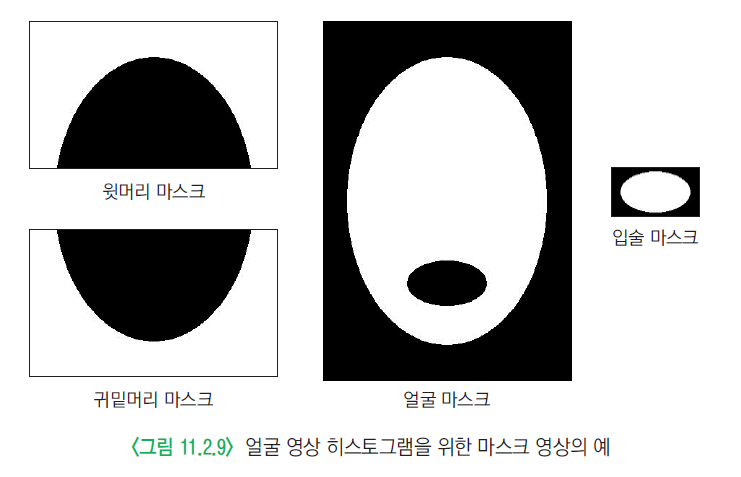 윗머리 마스크
입술 마스크
귀밑머리 마스크
얼굴 마스크
〈그림 11.2.9〉 얼굴 영상 히스토그램을 위한 마스크 영상의 예